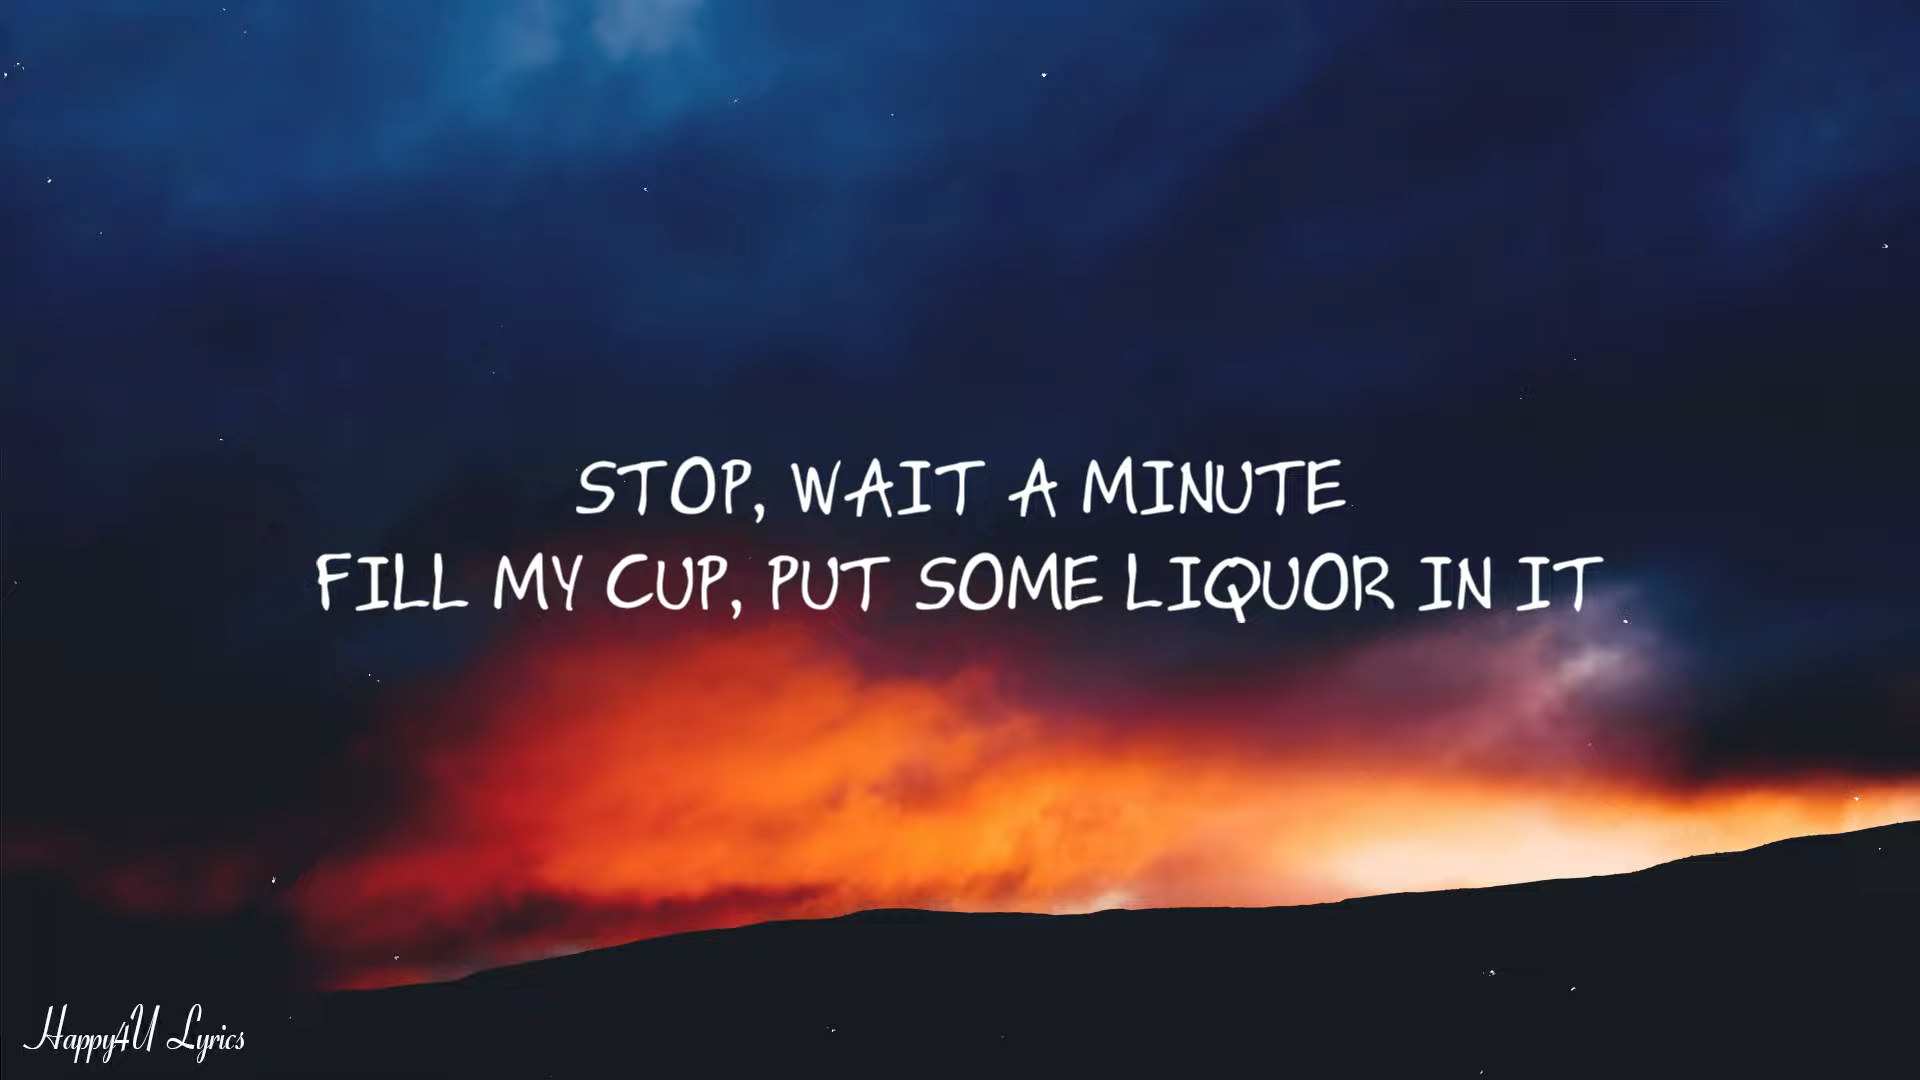 STOP, WAIT A MINUTE
FILL MY CUP, PUT SOME LIQUOR IN IT
Happy4U Lyrics